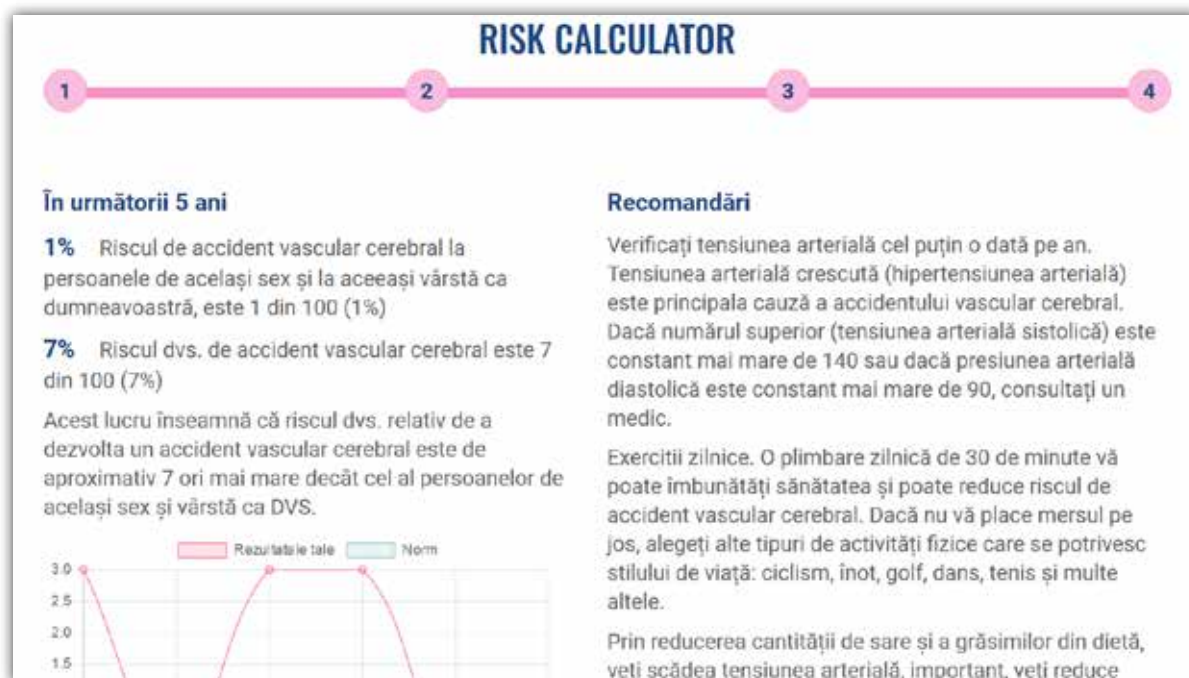 RISK CALCULATOR
1 2 3 4
În următorii 5 ani
1% Riscul de accident vascular cerebral la
persoanele de același sex și la aceeași vârstă ca
dumneavoastră, este 1 din 100 (1%)
7% Riscul dvs. de accident vascular cerebral este 7
din 100 (7%)
Acest lucru înseamnă că riscul dvs. relativ de a
dezvolta un accident vascular cerebral este de
aproximativ 7 ori mai mare decât cel al persoanelor de
același sex și vârstă ca DVS.
Rezultatele tale Norm
3.0
2.5
2.0
1.5
Recomandări
Verificați tensiunea arterială cel puțin o dată pe an.
Tensiunea arterială crescută (hipertensiunea arterială)
este principala cauză a accidentului vascular cerebral.
Dacă numărul superior (tensiunea arterială sistolică) este
constant mai mare de 140 sau dacă presiunea arterială
diastolică este constant mai mare de 90, consultați un
medic.
Exercitii zilnice. O plimbare zilnică de 30 de minute vă
poate îmbunătăți sănătatea și poate reduce riscul de
accident vascular cerebral. Dacă nu vă place mersul pe
jos, alegeți alte tipuri de activități fizice care se potrivesc
stilului de viață: ciclism, înot, golf, dans, tenis și multe
altele.
Prin reducerea cantității de sare și a grăsimilor din dietă,
veți scădea tensiunea arterială, important, veți reduce